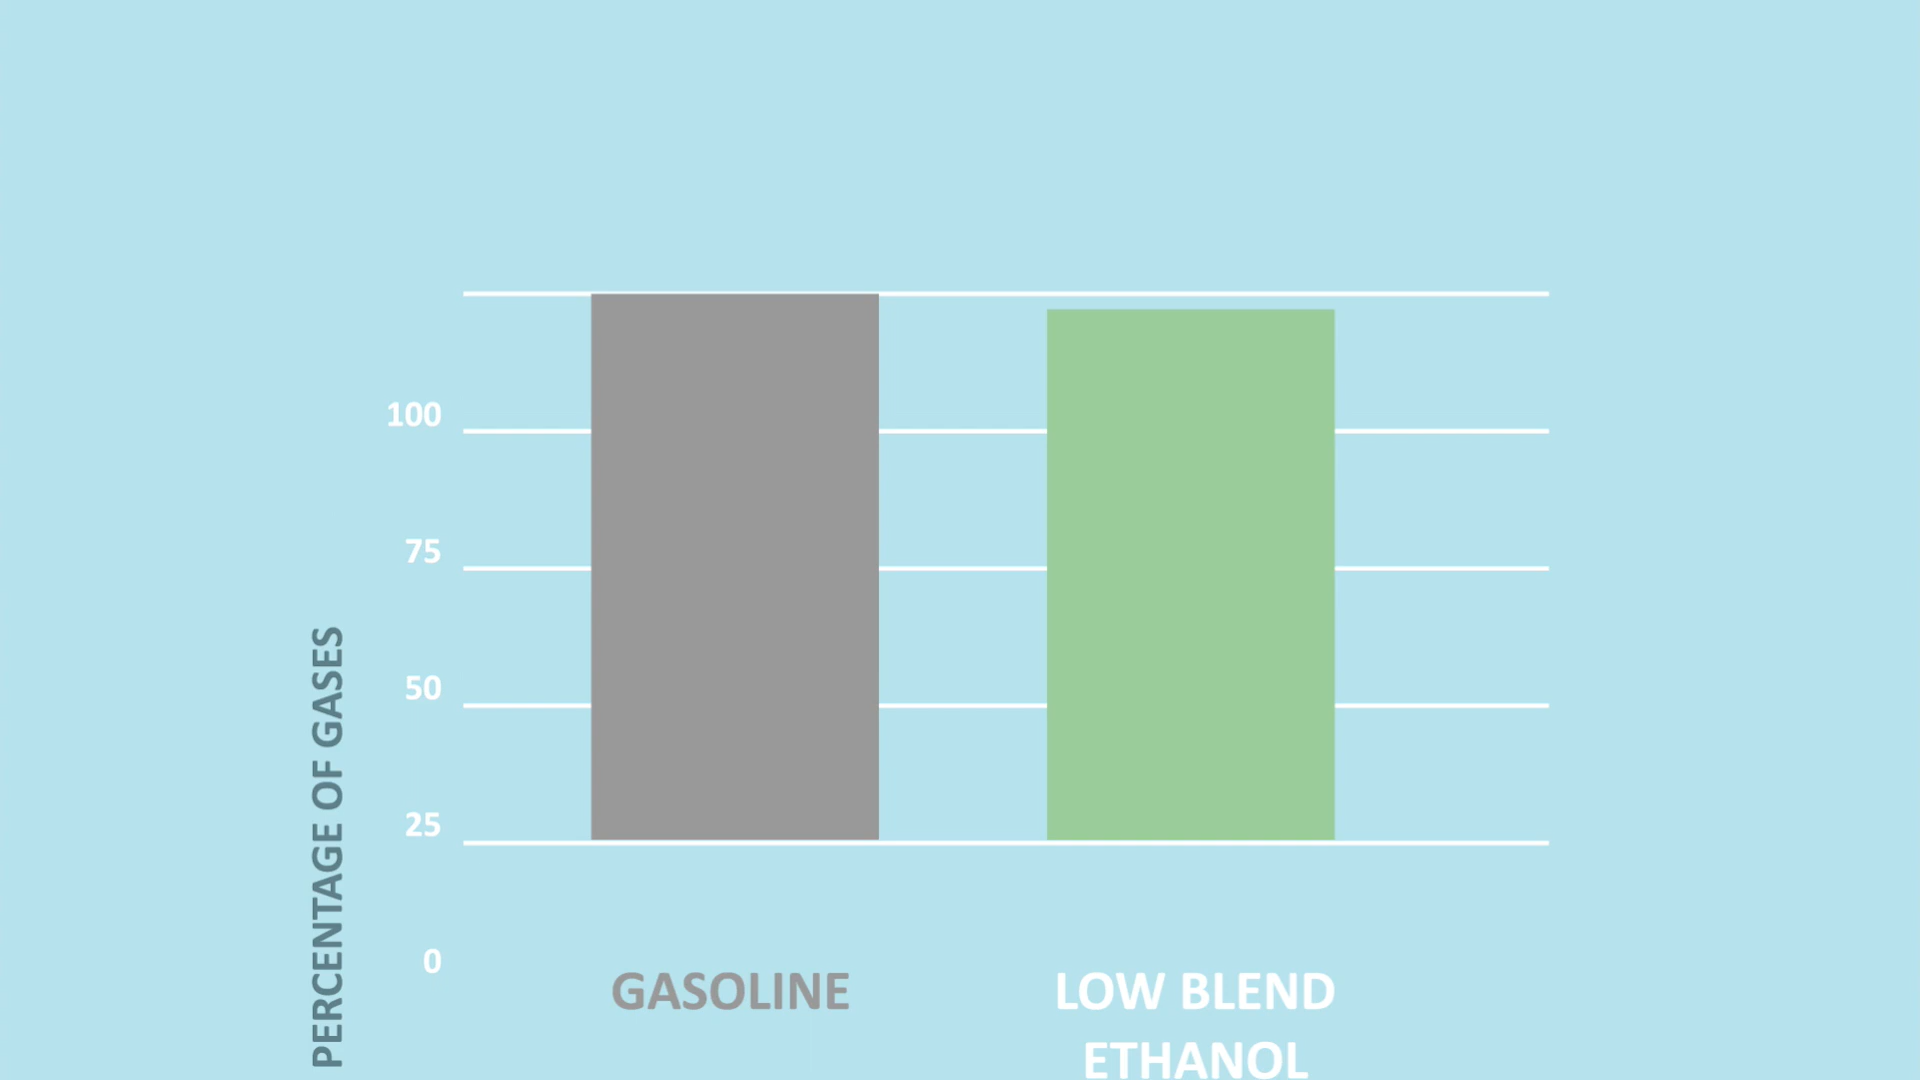 100
75
50
25
0
PERCENTAGE OF GASES
GASOLINE
LOW BLEND
ETHANOL